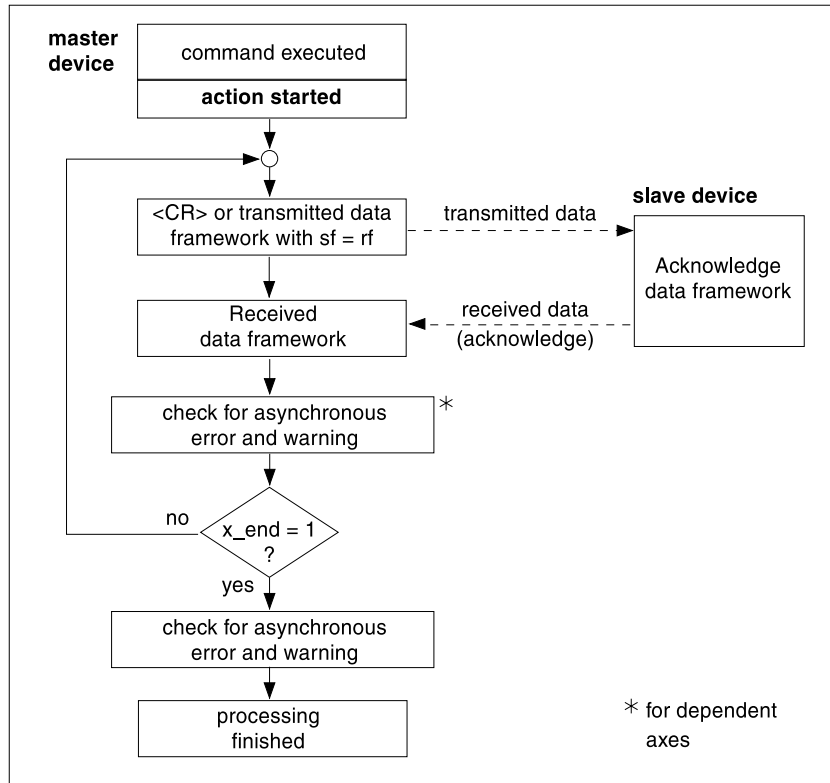 master
device
command executed
action started
<CR> or transmitted data
framework with sf = rf
transmitted data
slave device
Acknowledge
data framework
Received
data framework
received data
(acknowledge)
check for asynchronous
error and warning
*
no
x_end = 1
?
yes
check for asynchronous
error and warning
processing
finished
* for dependent
axes